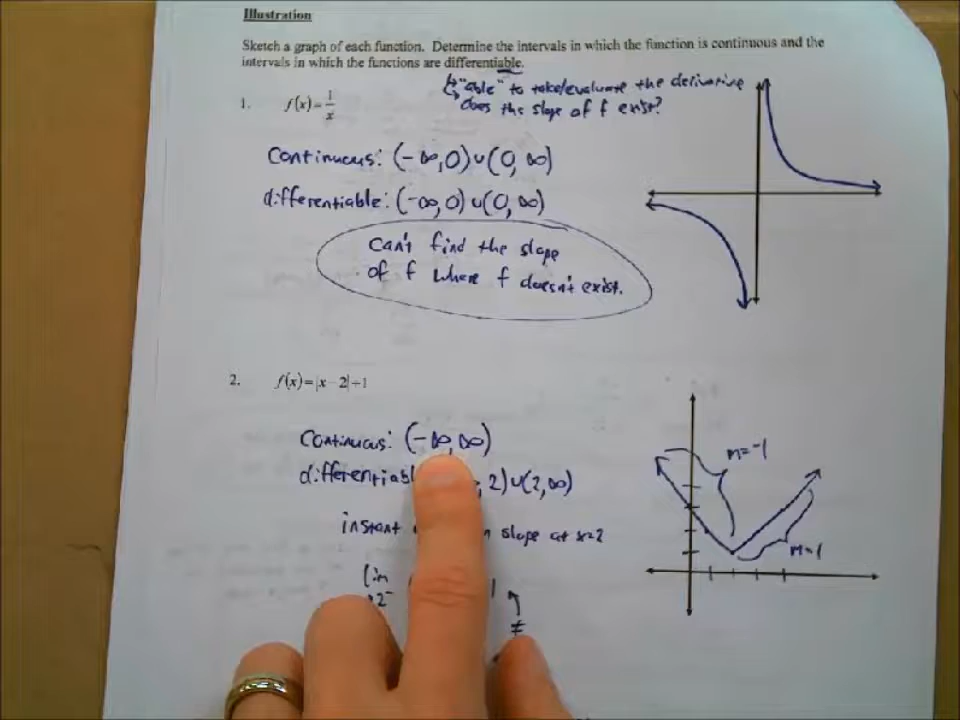 Illustration
Sketch a graph of each function. Determine the intervals in which the function is continuous and the
intervals in which the functions are differentiable.
↳ "able" to take/evaluate the derivative
does the slope of f exist?
1. f(x)=1/x
Continuous: (-∞,0)∪(0,∞)
differentiable: (-∞,0)∪(0,∞)
Can't find the slope
of f where f doesn't exist.
2. f(x)=|x-2|+1
Continuous: (-∞,∞)
differentiabl ,2)∪(2,∞)
instant slope at x=2
lim
2⁻
≠
m=-1
m=1